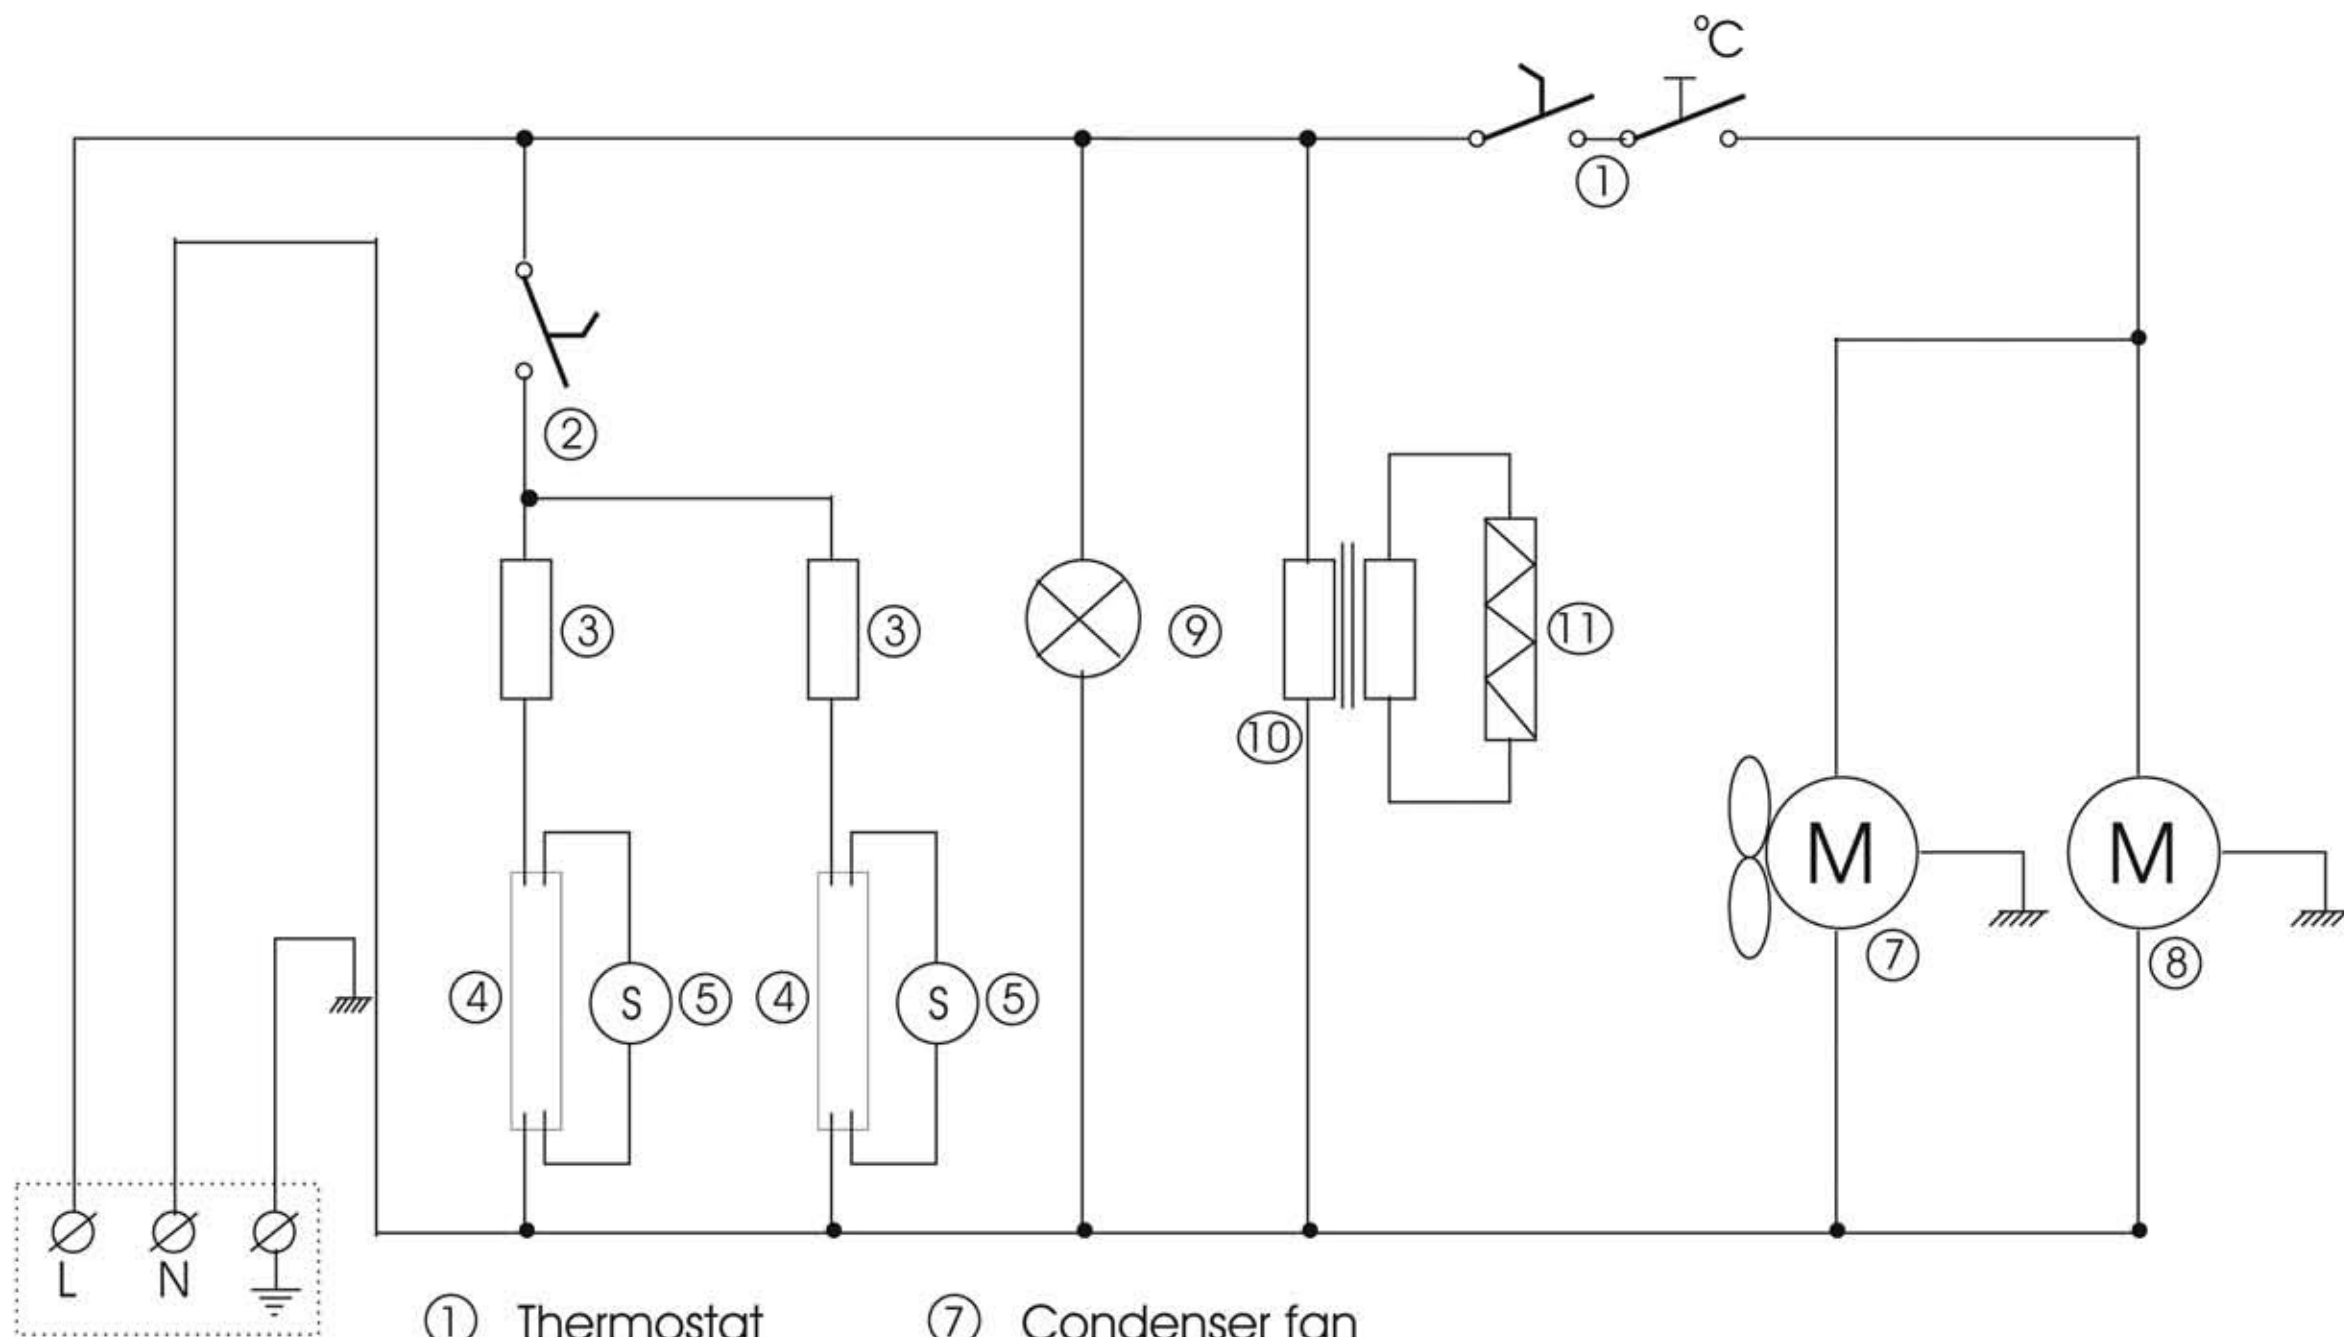 °C
①
②
③ ③ ⑨ ⑪
⑩
M M
④ S ⑤ ④ S ⑤ ⑦ ⑧
L N
① Thermostat ⑦ Condenser fan